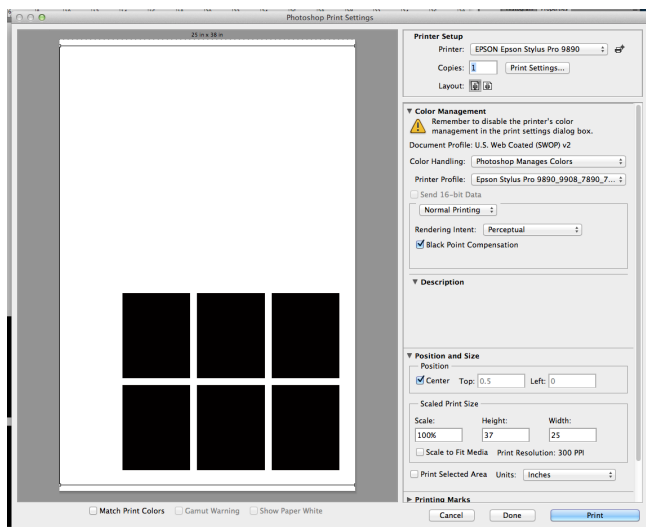 Photoshop Print Settings
25 in x 38 in
Printer Setup
Printer: EPSON Epson Stylus Pro 9890
Copies: 1 Print Settings...
Layout:
Color Management
Remember to disable the printer's color
management in the print settings dialog box.
Document Profile: U.S. Web Coated (SWOP) v2
Color Handling: Photoshop Manages Colors
Printer Profile: Epson Stylus Pro 9890_9908_7890_7...
Send 16-bit Data
Normal Printing
Rendering Intent: Perceptual
Black Point Compensation
Description
Position and Size
Position
Center Top: 0.5 Left: 0
Scaled Print Size
Scale: Height: Width:
100% 37 25
Scale to Fit Media Print Resolution: 300 PPI
Print Selected Area Units: Inches
Printing Marks
Match Print Colors Gamut Warning Show Paper White
Cancel Done Print